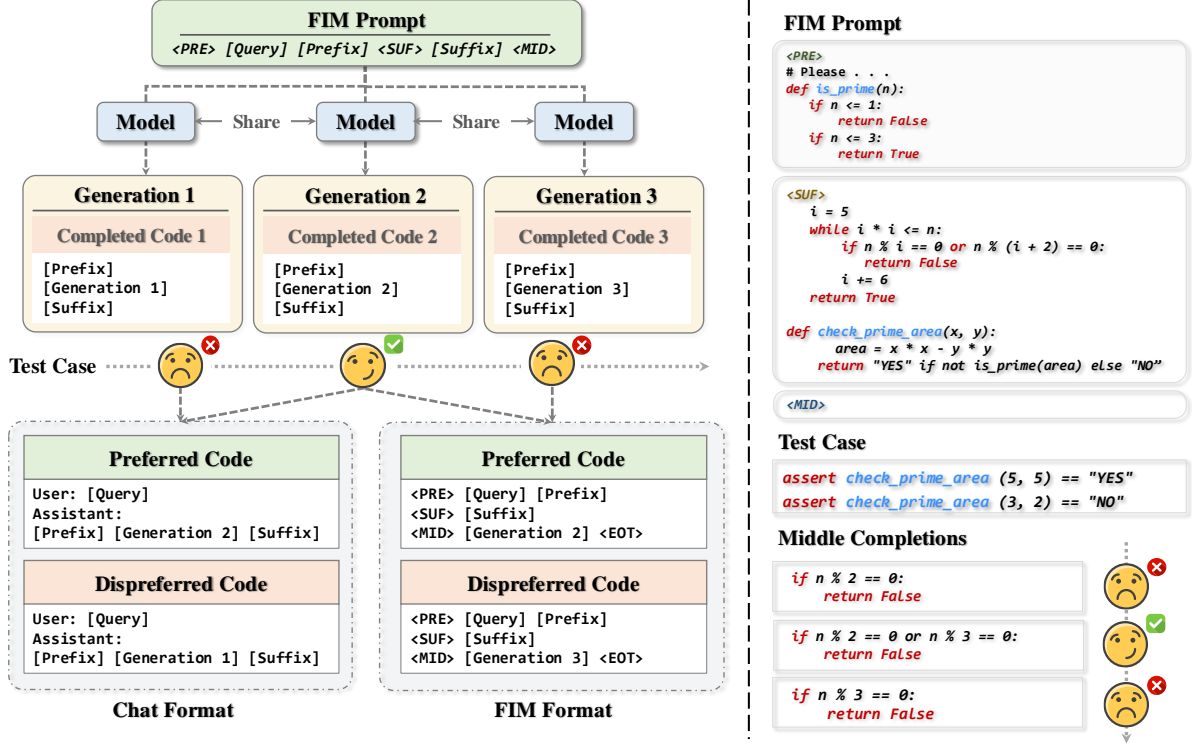 FIM Prompt
<PRE> [Query] [Prefix] <SUF> [Suffix] <MID>
Model
Share
Model
Share
Model
Generation 1
Completed Code 1
[Prefix]
[Generation 1]
[Suffix]
Generation 2
Completed Code 2
[Prefix]
[Generation 2]
[Suffix]
Generation 3
Completed Code 3
[Prefix]
[Generation 3]
[Suffix]
Test Case
Preferred Code
User: [Query]
Assistant:
[Prefix] [Generation 2] [Suffix]
Dispreferred Code
User: [Query]
Assistant:
[Prefix] [Generation 1] [Suffix]
Chat Format
Preferred Code
<PRE> [Query] [Prefix]
<SUF> [Suffix]
<MID> [Generation 2] <EOT>
Dispreferred Code
<PRE> [Query] [Prefix]
<SUF> [Suffix]
<MID> [Generation 3] <EOT>
FIM Format
FIM Prompt
<PRE>
# Please . . .
def is_prime(n):
if n <= 1:
return False
if n <= 3:
return True
<SUF>
i = 5
while i * i <= n:
if n % i == 0 or n % (i + 2) == 0:
return False
i += 6
return True
def check_prime_area(x, y):
area = x * x - y * y
return "YES" if not is_prime(area) else "NO”
<MID>
Test Case
assert check_prime_area (5, 5) == "YES"
assert check_prime_area (3, 2) == "NO"
Middle Completions
if n % 2 == 0:
return False
if n % 2 == 0 or n % 3 == 0:
return False
if n % 3 == 0:
return False